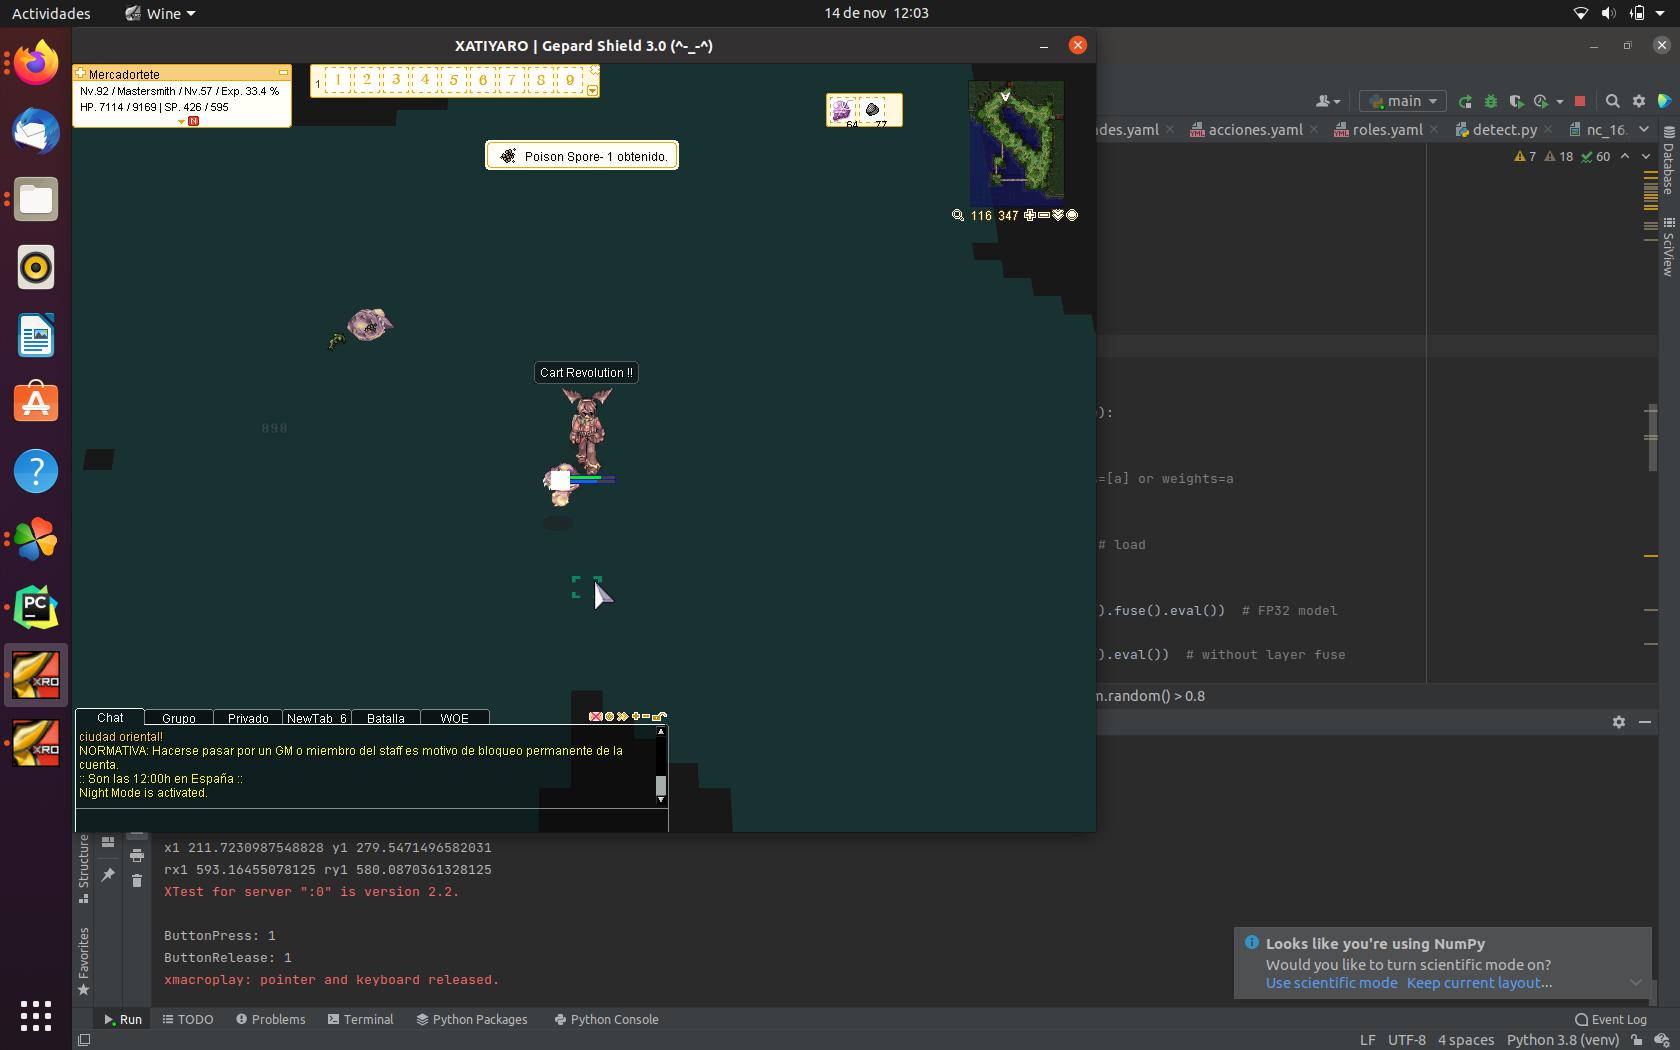 Actividades
Wine
14 de nov 12:03
XATIYARO | Gepard Shield 3.0 (^-_-^)
Mercadortete
Nv.92 / Mastersmith / Nv.57 / Exp. 33.4 %
HP. 7114 / 9169 | SP. 426 / 595
N
1 1 2 3 4 5 6 7 8 9
64 77
Poison Spore- 1 obtenido.
116 347
Cart Revolution !!
898
main
des.yaml
acciones.yaml
roles.yaml
detect.py
nc_16.
7 18 60
Database
SciView
):
=[a] or weights=a
# load
).fuse().eval()) # FP32 model
).eval()) # without layer fuse
m.random() > 0.8
Chat Grupo Privado NewTab_6 Batalla WOE
ciudad oriental!
NORMATIVA: Hacerse pasar por un GM o miembro del staff es motivo de bloqueo permanente de la
cuenta.
:: Son las 12:00h en España ::
Night Mode is activated.
PC
XRO
XRO
Structure
Favorites
x1 211.7230987548828 y1 279.5471496582031
rx1 593.16455078125 ry1 580.0870361328125
XTest for server ":0" is version 2.2.
ButtonPress: 1
ButtonRelease: 1
xmacroplay: pointer and keyboard released.
Looks like you're using NumPy
Would you like to turn scientific mode on?
Use scientific mode Keep current layout...
Run TODO Problems Terminal Python Packages Python Console
Event Log
LF UTF-8 4 spaces Python 3.8 (venv)